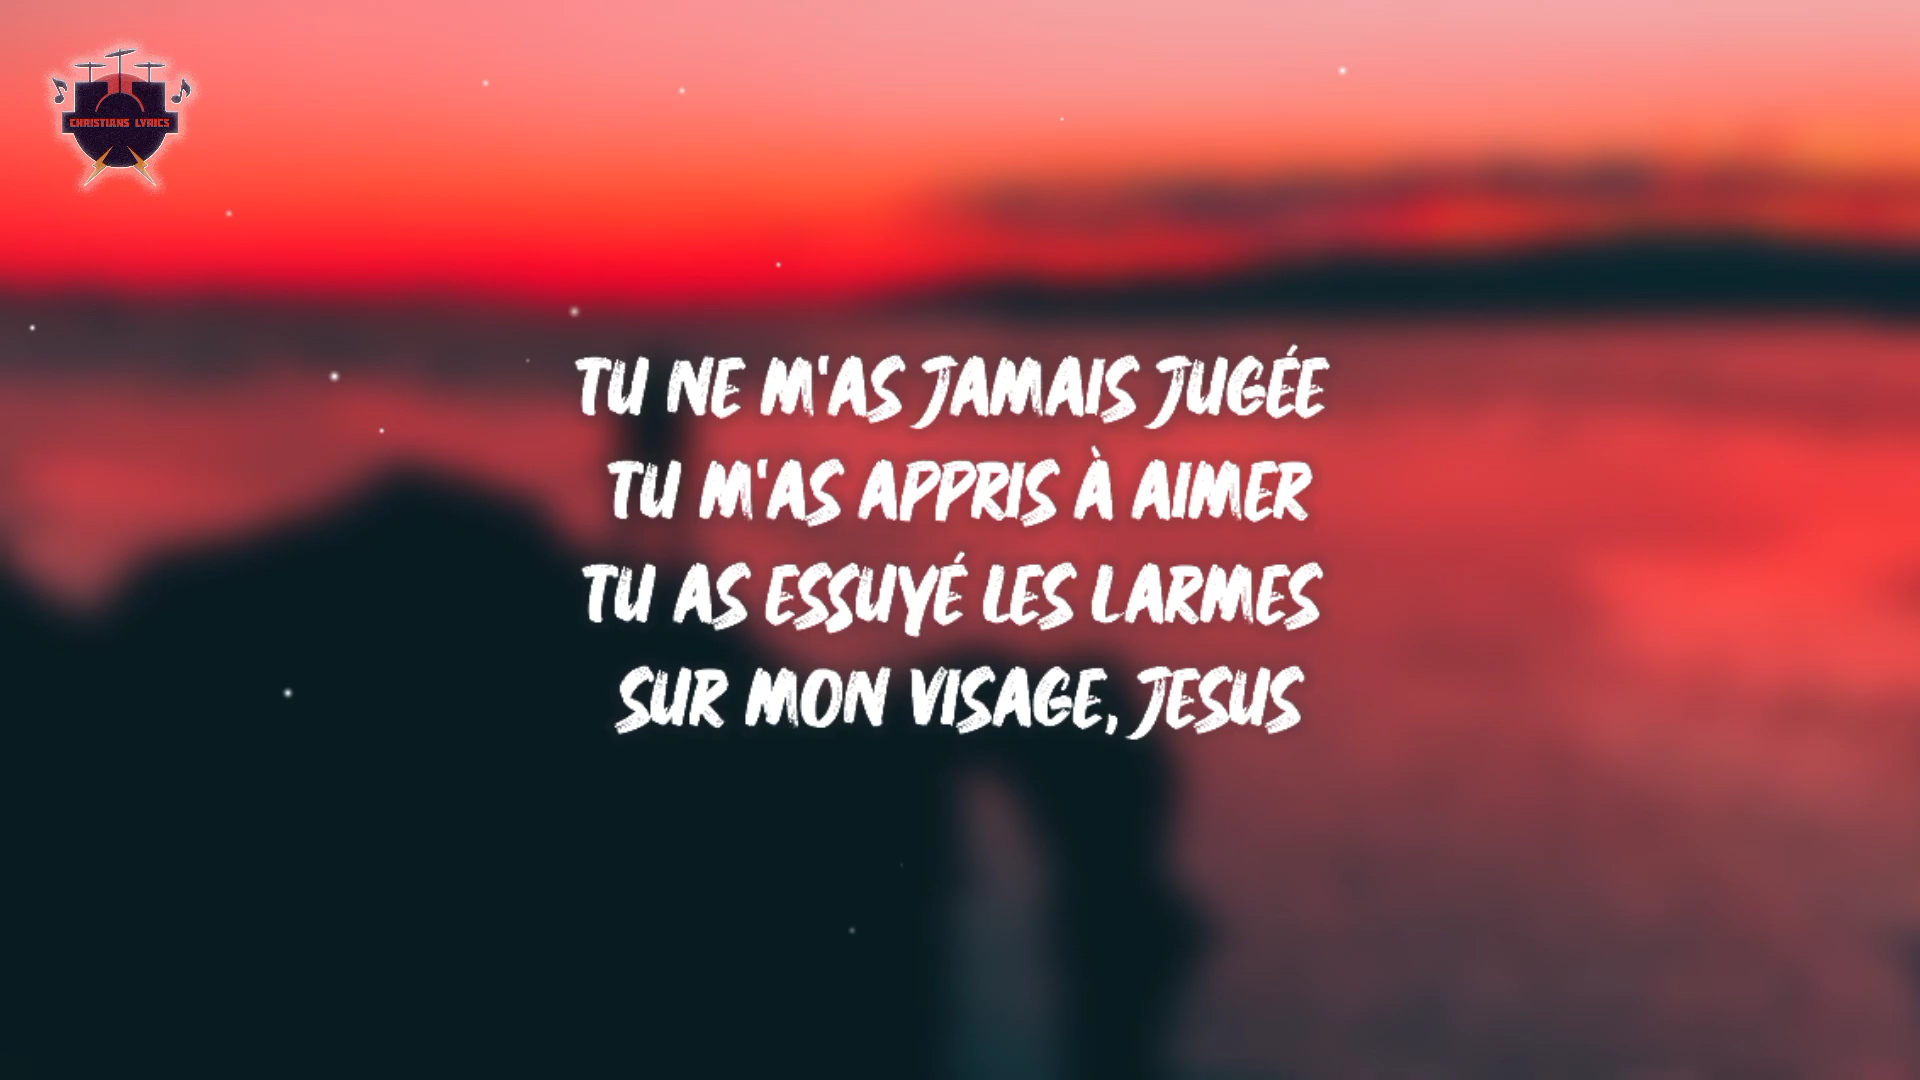 CHRISTIANS LYRICS
TU NE M'AS JAMAIS JUGÉE
TU M'AS APPRIS À AIMER
TU AS ESSUYÉ LES LARMES
SUR MON VISAGE, JESUS